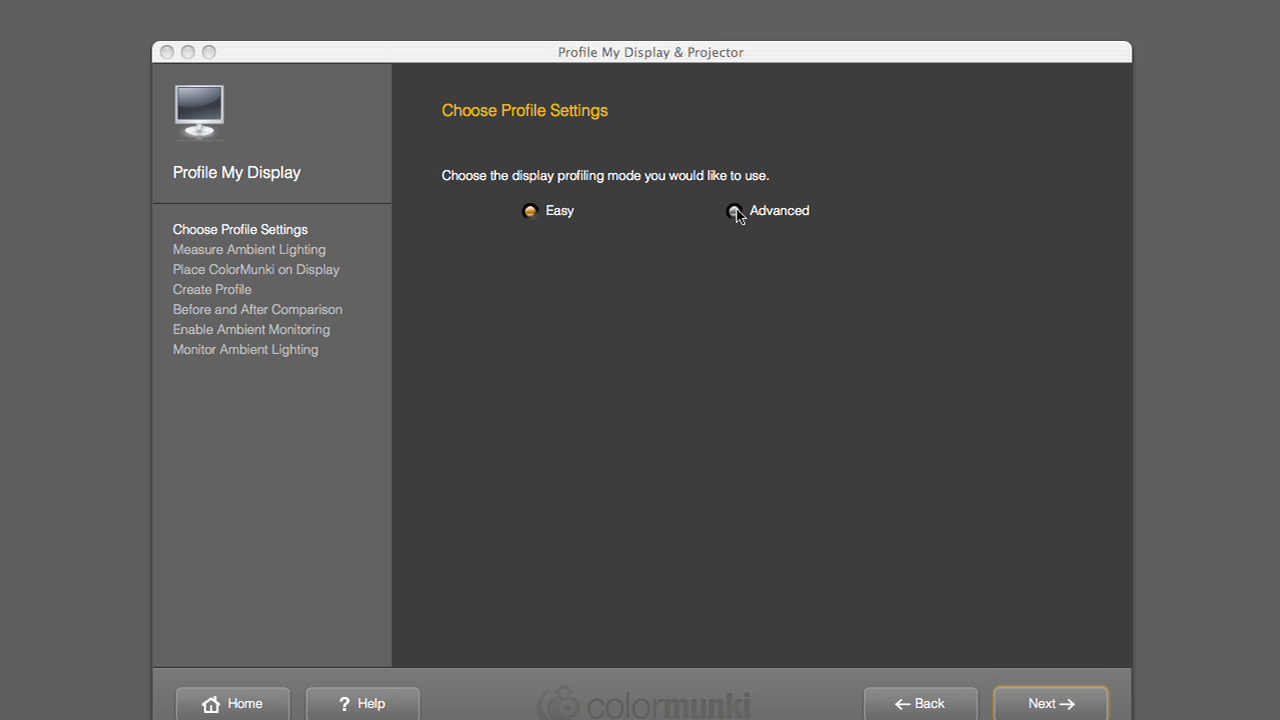 Profile My Display & Projector
Profile My Display
Choose Profile Settings
Measure Ambient Lighting
Place ColorMunki on Display
Create Profile
Before and After Comparison
Enable Ambient Monitoring
Monitor Ambient Lighting
Choose Profile Settings
Choose the display profiling mode you would like to use.
Easy Advanced
Home ? Help colormunki ← Back Next →